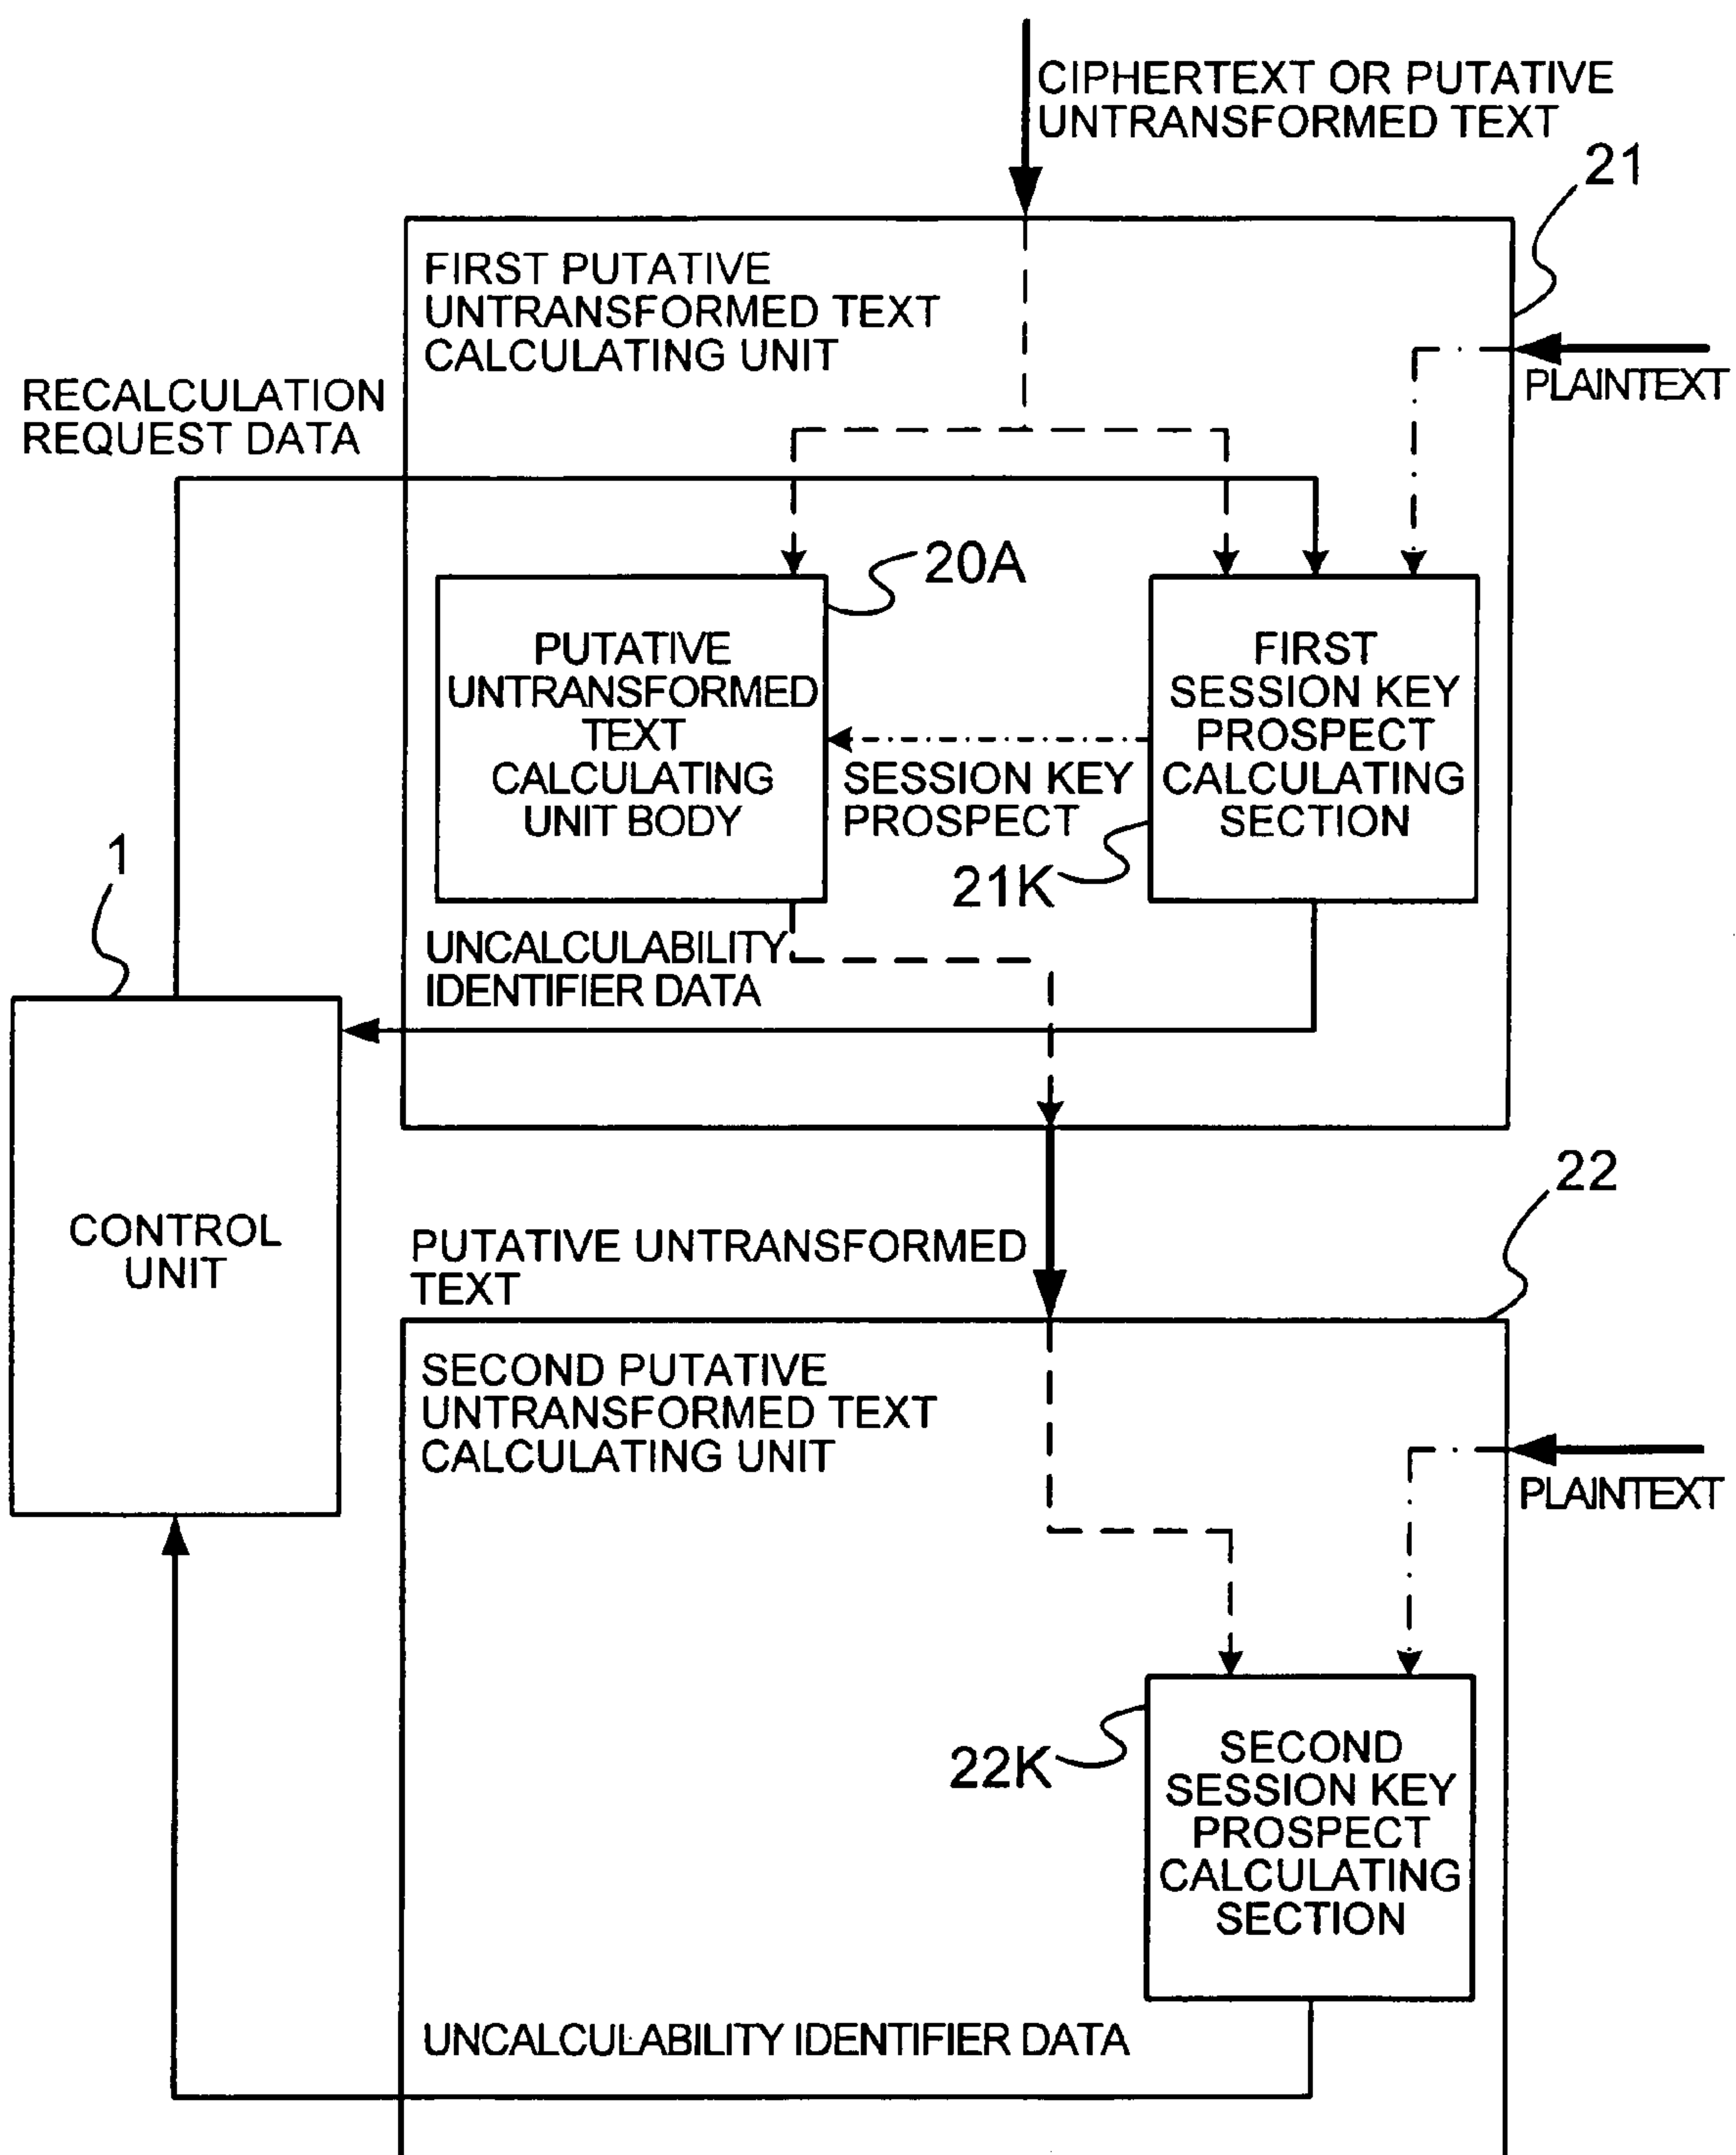 CIPHERTEXT OR PUTATIVE
UNTRANSFORMED TEXT
21
FIRST PUTATIVE
UNTRANSFORMED TEXT
CALCULATING UNIT
PLAINTEXT
RECALCULATION
REQUEST DATA
20A
PUTATIVE
UNTRANSFORMED
TEXT
CALCULATING
UNIT BODY
FIRST
SESSION KEY
PROSPECT
CALCULATING
SECTION
SESSION KEY
PROSPECT
21K
1
UNCALCULABILITY
IDENTIFIER DATA
CONTROL
UNIT
22
PUTATIVE UNTRANSFORMED
TEXT
SECOND PUTATIVE
UNTRANSFORMED TEXT
CALCULATING UNIT
PLAINTEXT
22K
SECOND
SESSION KEY
PROSPECT
CALCULATING
SECTION
UNCALCULABILITY IDENTIFIER DATA